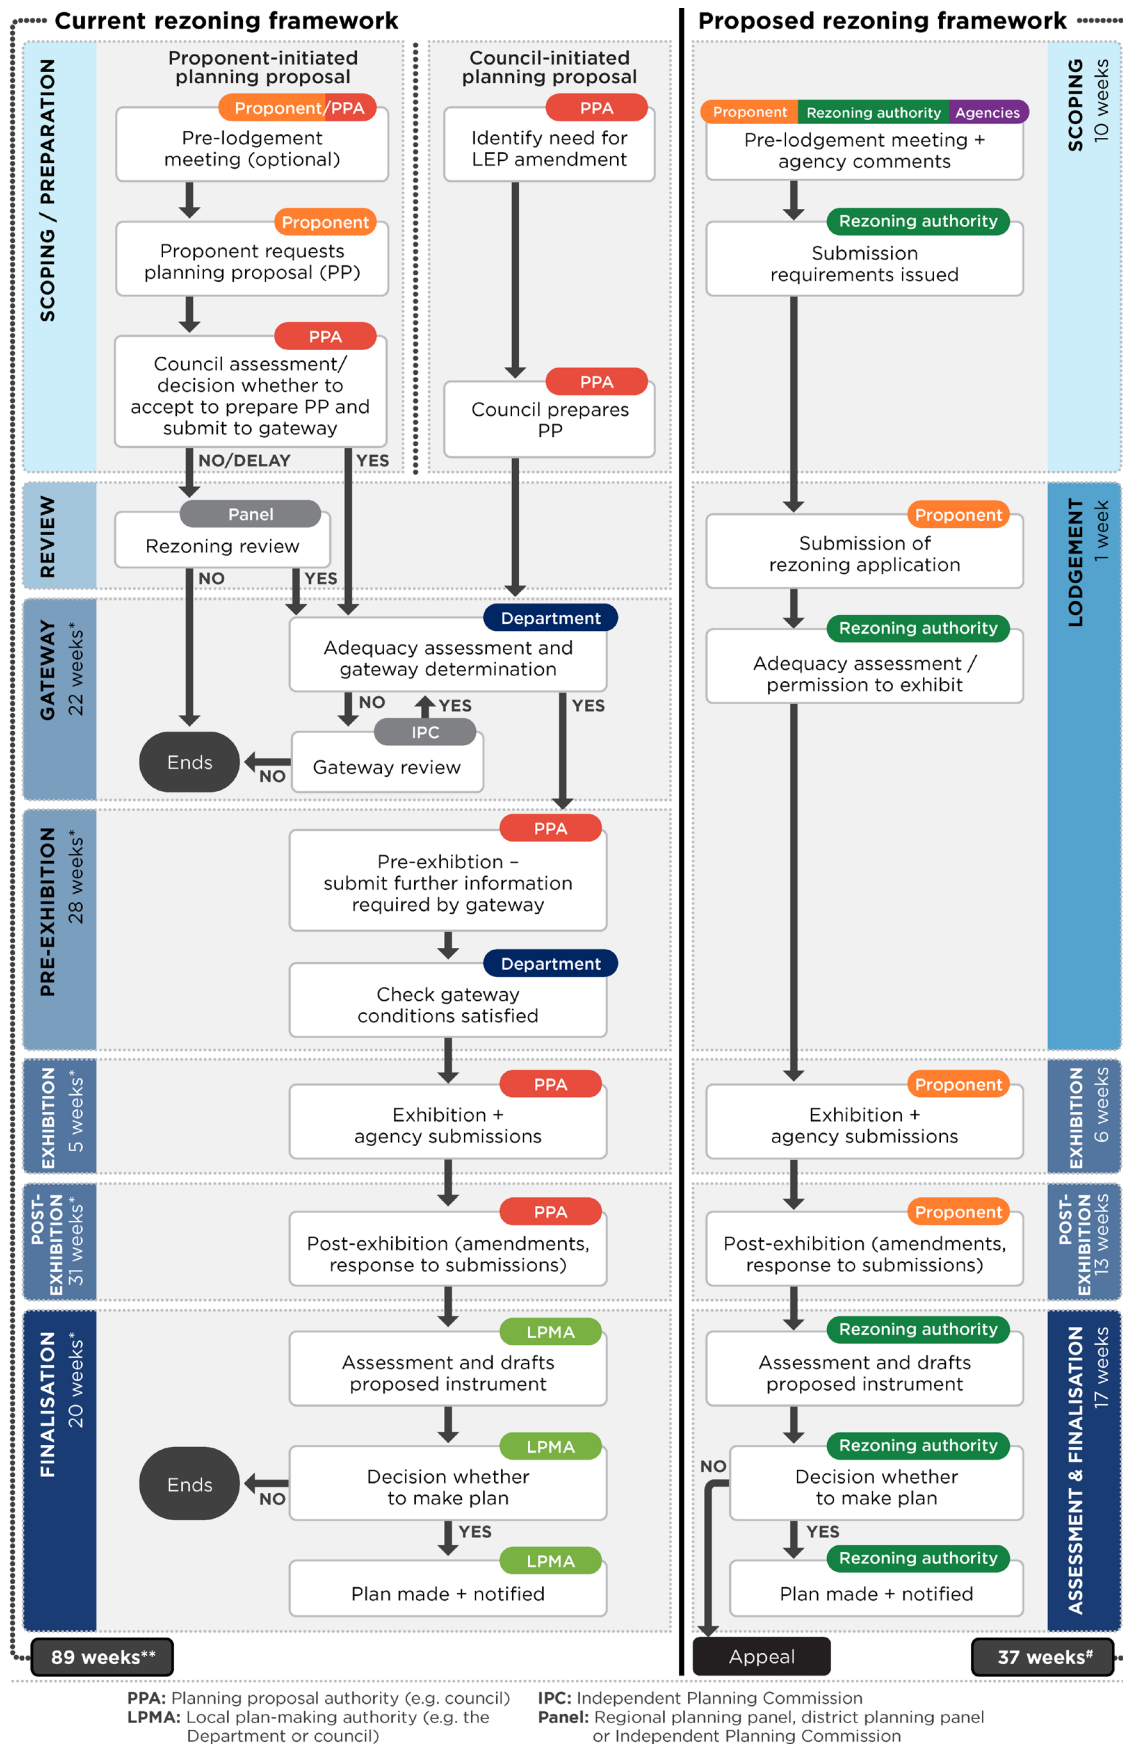 Current rezoning framework
SCOPING / PREPARATION
Proponent-initiated
planning proposal
Proponent/PPA
Pre-lodgement
meeting (optional)
Proponent
Proponent requests
planning proposal (PP)
PPA
Council assessment/
decision whether to
accept to prepare PP and
submit to gateway
NO/DELAY
YES
Council-initiated
planning proposal
PPA
Identify need for
LEP amendment
PPA
Council prepares
PP
REVIEW
Panel
Rezoning review
NO
YES
GATEWAY
22 weeks*
Department
Adequacy assessment and
gateway determination
NO
YES
YES
IPC
Gateway review
NO
Ends
PRE-EXHIBITION
28 weeks*
PPA
Pre-exhibtion –
submit further information
required by gateway
Department
Check gateway
conditions satisfied
EXHIBITION
5 weeks*
PPA
Exhibition +
agency submissions
POST-
EXHIBITION
31 weeks*
PPA
Post-exhibition (amendments,
response to submissions)
FINALISATION
20 weeks*
LPMA
Assessment and drafts
proposed instrument
LPMA
Decision whether
to make plan
NO
Ends
YES
LPMA
Plan made + notified
89 weeks**
Proposed rezoning framework
SCOPING
10 weeks
Proponent Rezoning authority Agencies
Pre-lodgement meeting +
agency comments
Rezoning authority
Submission
requirements issued
LODGEMENT
1 week
Proponent
Submission of
rezoning application
Rezoning authority
Adequacy assessment /
permission to exhibit
EXHIBITION
6 weeks
Proponent
Exhibition +
agency submissions
POST-
EXHIBITION
13 weeks
Proponent
Post-exhibition (amendments,
response to submissions)
ASSESSMENT & FINALISATION
17 weeks
Rezoning authority
Assessment and drafts
proposed instrument
Rezoning authority
Decision whether
to make plan
NO
YES
Rezoning authority
Plan made + notified
Appeal
37 weeks#
PPA: Planning proposal authority (e.g. council)
LPMA: Local plan-making authority (e.g. the
Department or council)
IPC: Independent Planning Commission
Panel: Regional planning panel, district planning panel
or Independent Planning Commission